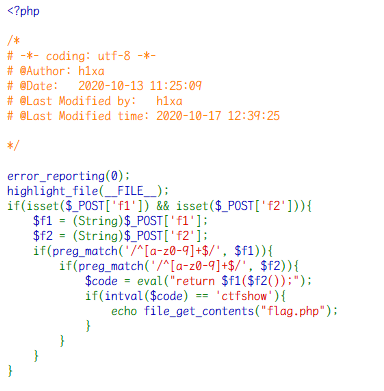 <?php
/*
# -*- coding: utf-8 -*-
# @Author: h1xa
# @Date:   2020-10-13 11:25:09
# @Last Modified by:   h1xa
# @Last Modified time: 2020-10-17 12:39:25
*/
error_reporting(0);
highlight_file(__FILE__);
if(isset($_POST['f1']) && isset($_POST['f2'])){
    $f1 = (String)$_POST['f1'];
    $f2 = (String)$_POST['f2'];
    if(preg_match('/^[a-z0-9]+$/', $f1)){
        if(preg_match('/^[a-z0-9]+$/', $f2)){
            $code = eval("return $f1($f2());");
            if(intval($code) == 'ctfshow'){
                echo file_get_contents("flag.php");
            }
        }
    }
}